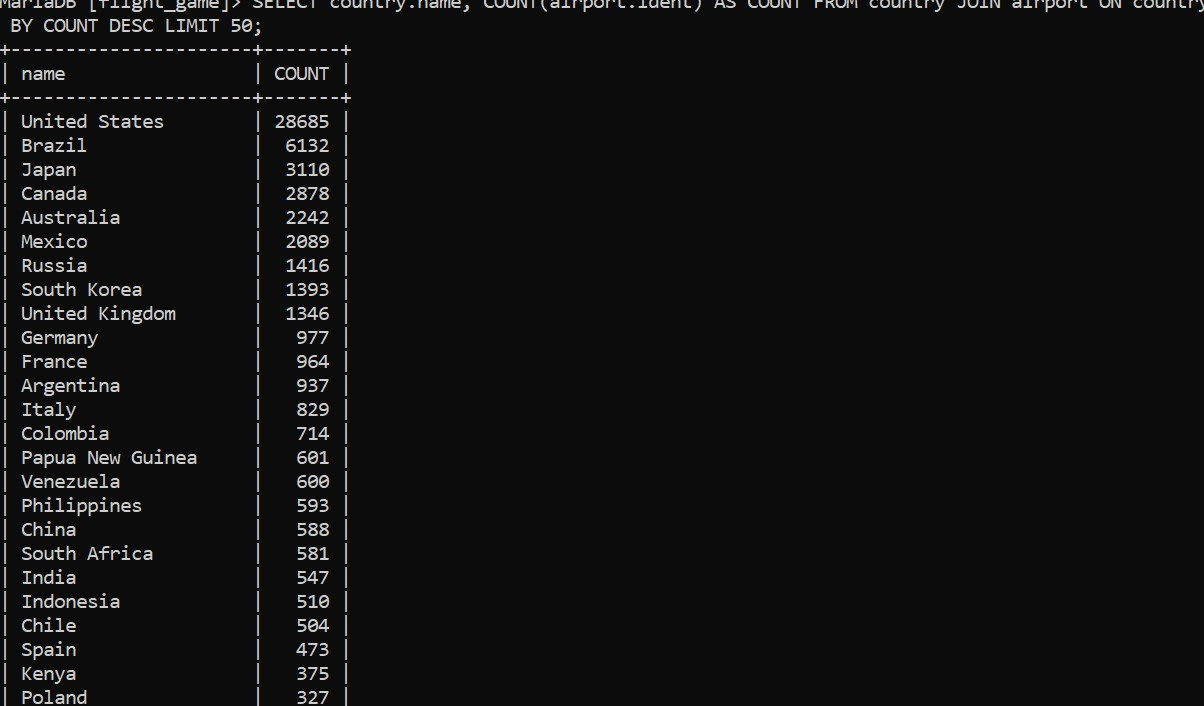 MariaDB [flight_game]> SELECT country.name, COUNT(airport.ident) AS COUNT FROM country JOIN airport ON country
 BY COUNT DESC LIMIT 50;
+----------------------+-------+
| name                 | COUNT |
+----------------------+-------+
| United States        | 28685 |
| Brazil               |  6132 |
| Japan                |  3110 |
| Canada               |  2878 |
| Australia            |  2242 |
| Mexico               |  2089 |
| Russia               |  1416 |
| South Korea          |  1393 |
| United Kingdom       |  1346 |
| Germany              |   977 |
| France               |   964 |
| Argentina            |   937 |
| Italy                |   829 |
| Colombia             |   714 |
| Papua New Guinea     |   601 |
| Venezuela            |   600 |
| Philippines          |   593 |
| China                |   588 |
| South Africa         |   581 |
| India                |   547 |
| Indonesia            |   510 |
| Chile                |   504 |
| Spain                |   473 |
| Kenya                |   375 |
| Poland               |   327 |